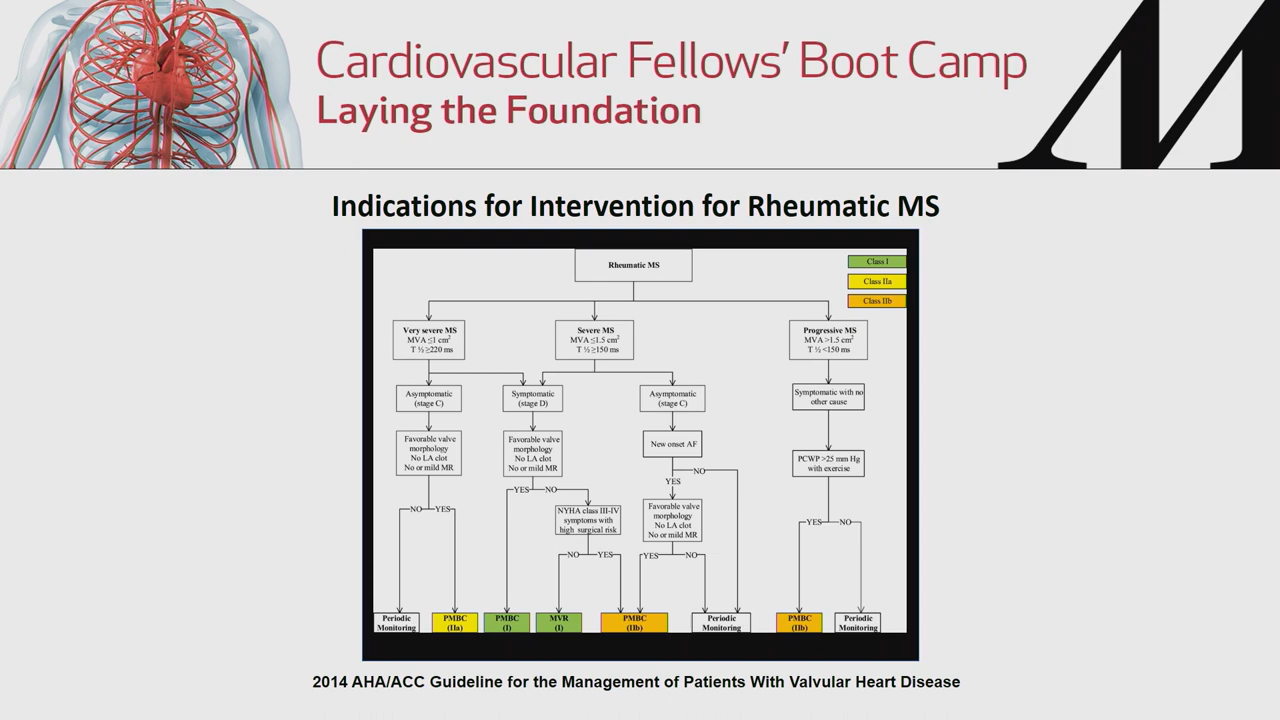 Cardiovascular Fellows' Boot Camp
Laying the Foundation
M
Indications for Intervention for Rheumatic MS
Rheumatic MS
Class I
Class IIa
Class IIb
Very severe MS
MVA ≤1 cm²
T ½ ≥220 ms
Severe MS
MVA ≤1.5 cm²
T ½ ≥150 ms
Progressive MS
MVA >1.5 cm²
T ½ <150 ms
Asymptomatic
(stage C)
Symptomatic
(stage D)
Asymptomatic
(stage C)
Symptomatic with no
other cause
Favorable valve
morphology
No LA clot
No or mild MR
Favorable valve
morphology
No LA clot
No or mild MR
New onset AF
PCWP >25 mm Hg
with exercise
NO
YES
YES
NO
NO
YES
NYHA class III-IV
symptoms with
high surgical risk
Favorable valve
morphology
No LA clot
No or mild MR
YES
NO
NO
YES
YES
NO
Periodic
Monitoring
PMBC
(IIa)
PMBC
(I)
MVR
(I)
PMBC
(IIb)
Periodic
Monitoring
PMBC
(IIb)
Periodic
Monitoring
2014 AHA/ACC Guideline for the Management of Patients With Valvular Heart Disease